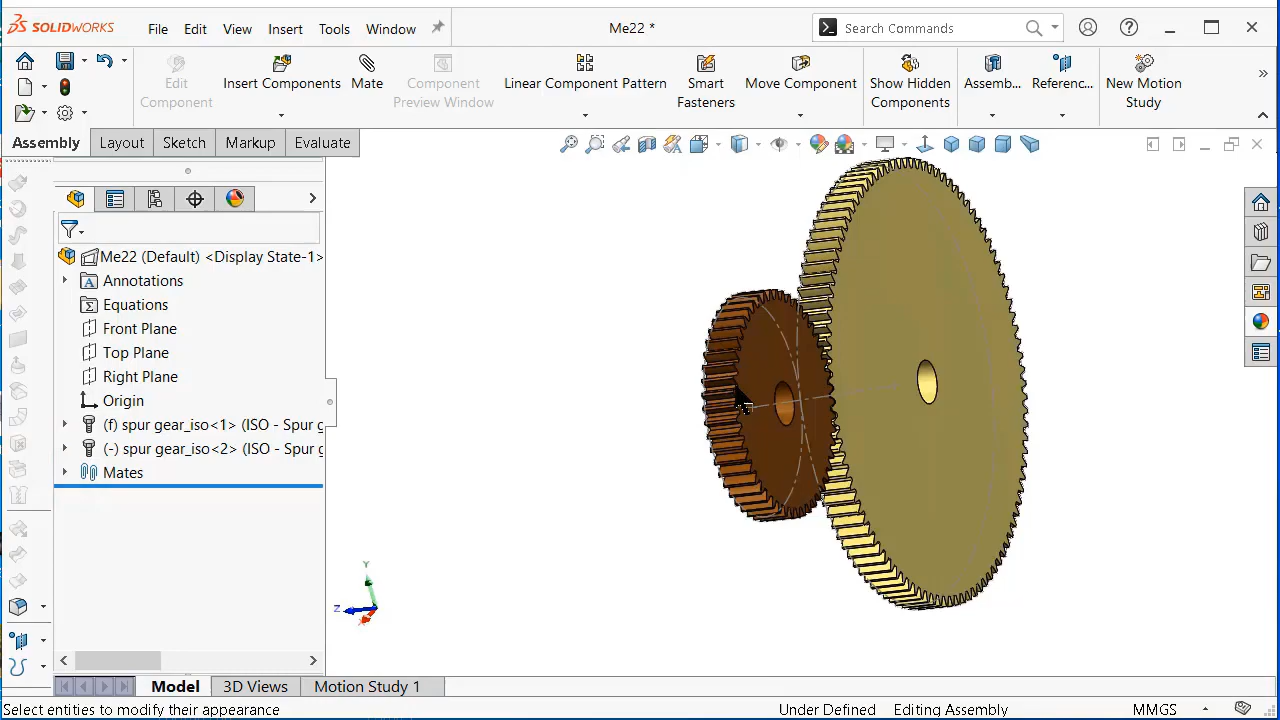 SOLIDWORKS File Edit View Insert Tools Window Me22 * Search Commands
Edit Component Insert Components Mate Component Preview Window Linear Component Pattern Smart Fasteners Move Component Show Hidden Components Assemb... Referenc... New Motion Study
Assembly Layout Sketch Markup Evaluate
Me22 (Default) <Display State-1>
Annotations
Equations
Front Plane
Top Plane
Right Plane
Origin
(f) spur gear_iso<1> (ISO - Spur g
(-) spur gear_iso<2> (ISO - Spur g
Mates
Y
Z
Model 3D Views Motion Study 1
Select entities to modify their appearance Under Defined Editing Assembly MMGS